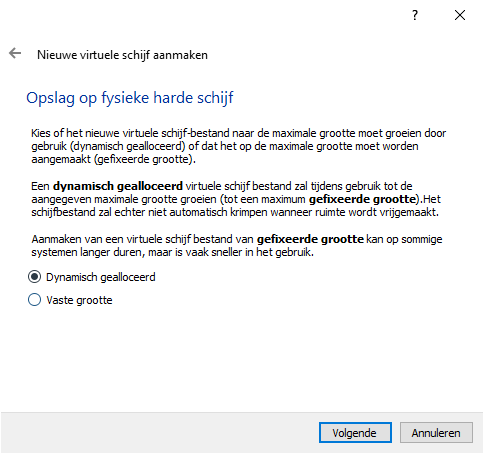 ?
Nieuwe virtuele schijf aanmaken
Opslag op fysieke harde schijf
Kies of het nieuwe virtuele schijf-bestand naar de maximale grootte moet groeien door
gebruik (dynamisch gealloceerd) of dat het op de maximale grootte moet worden
aangemaakt (gefixeerde grootte).
Een dynamisch gealloceerd virtuele schijf bestand zal tijdens gebruik tot de
aangegeven maximale grootte groeien (tot een maximum gefixeerde grootte).Het
schijfbestand zal echter niet automatisch krimpen wanneer ruimte wordt vrijgemaakt.
Aanmaken van een virtuele schijf bestand van gefixeerde grootte kan op sommige
systemen langer duren, maar is vaak sneller in het gebruik.
Dynamisch gealloceerd
Vaste grootte
Volgende Annuleren